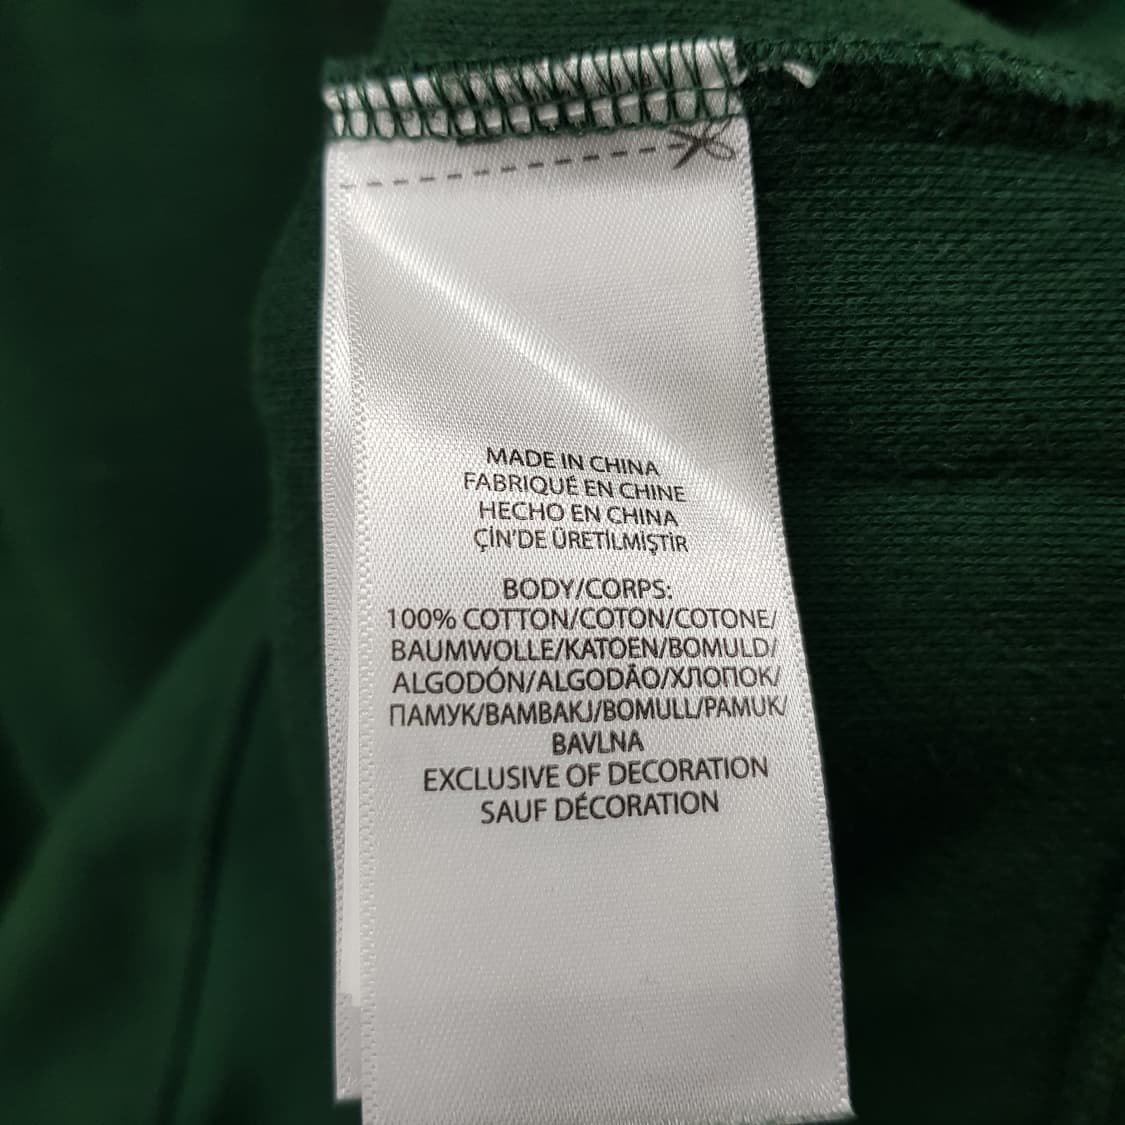 MADE IN CHINA
FABRIQUÉ EN CHINE
HECHO EN CHINA
ÇİN'DE ÜRETİLMİŞTİR
BODY/CORPS:
100% COTTON/COTON/COTONE/
BAUMWOLLE/KATOEN/BOMULD/
ALGODÓN/ALGODÃO/ХЛОПОК/
ПАМУК/BAMBAKJ/BOMULL/PAMUK/
BAVLNA
EXCLUSIVE OF DECORATION
SAUF DÉCORATION